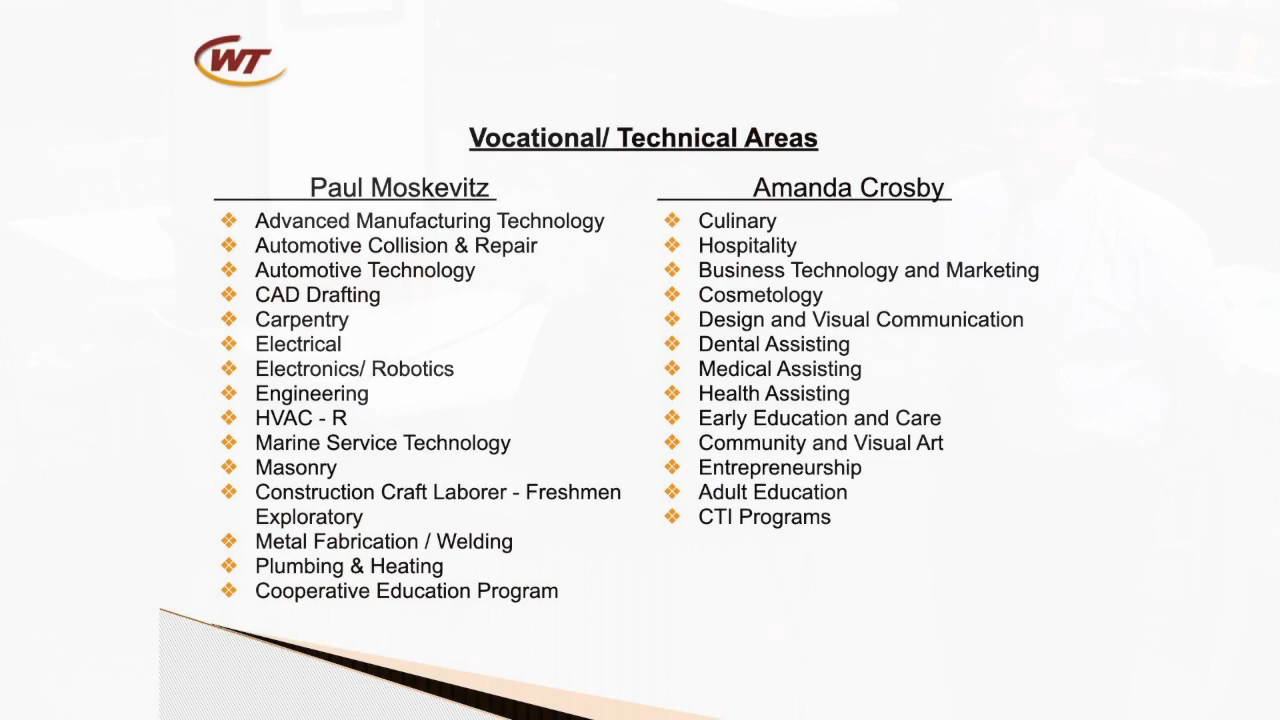 WT
Vocational/ Technical Areas
Paul Moskevitz
Advanced Manufacturing Technology
Automotive Collision & Repair
Automotive Technology
CAD Drafting
Carpentry
Electrical
Electronics/ Robotics
Engineering
HVAC - R
Marine Service Technology
Masonry
Construction Craft Laborer - Freshmen
Exploratory
Metal Fabrication / Welding
Plumbing & Heating
Cooperative Education Program
Amanda Crosby
Culinary
Hospitality
Business Technology and Marketing
Cosmetology
Design and Visual Communication
Dental Assisting
Medical Assisting
Health Assisting
Early Education and Care
Community and Visual Art
Entrepreneurship
Adult Education
CTI Programs